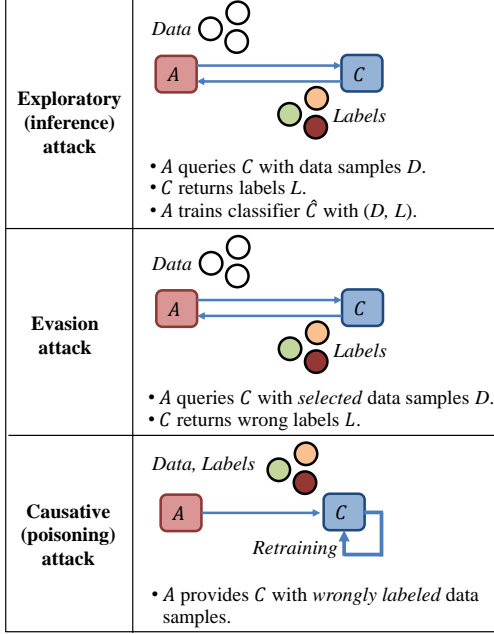 Exploratory
(inference)
attack
Data
A
C
Labels
• A queries C with data samples D.
• C returns labels L.
• A trains classifier Ĉ with (D, L).
Evasion
attack
Data
A
C
Labels
• A queries C with selected data samples D.
• C returns wrong labels L.
Causative
(poisoning)
attack
Data, Labels
A
C
Retraining
• A provides C with wrongly labeled data
samples.